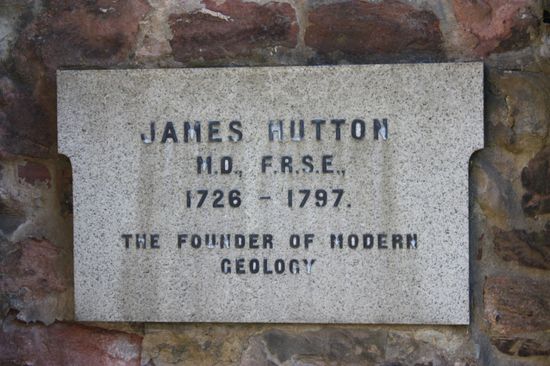 JAMES HUTTON
M.D., F.R.S.E.,
1726 - 1797.
THE FOUNDER OF MODERN
GEOLOGY